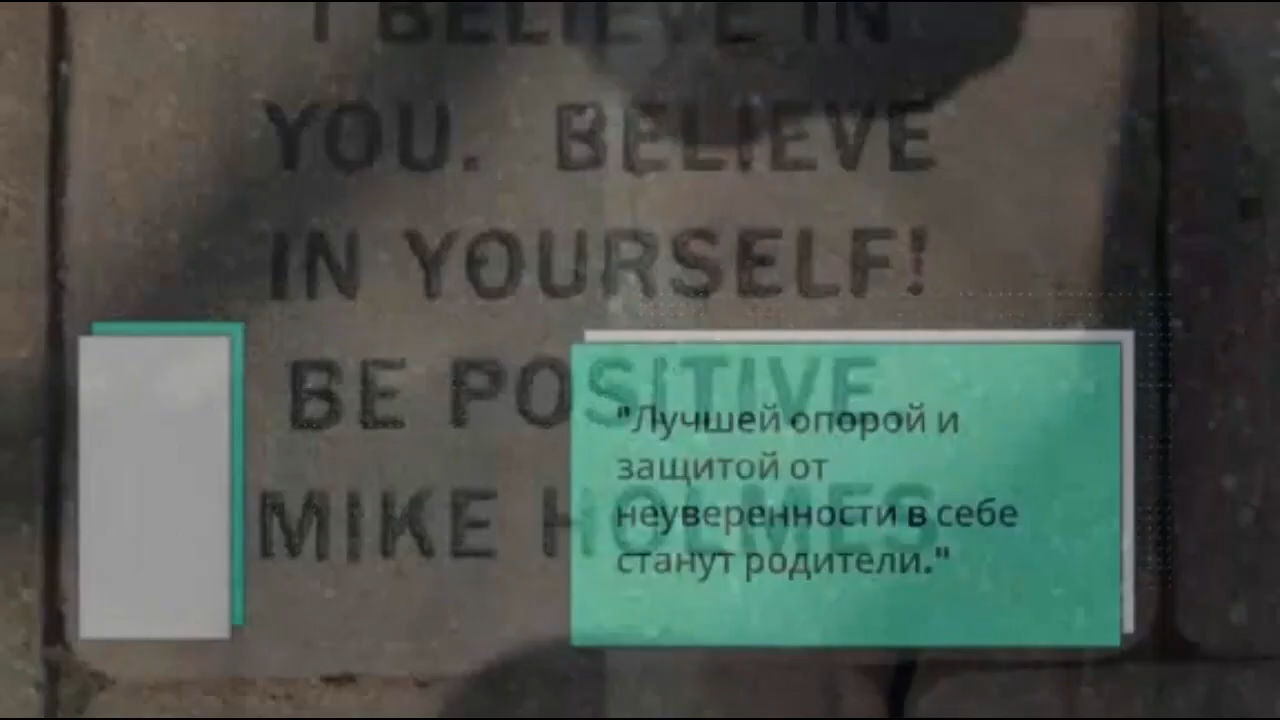 I BELIEVE IN
YOU. BELIEVE
IN YOURSELF!
BE POSITIVE
MIKE HOLMES
"Лучшей опорой и
защитой от
неуверенности в себе
станут родители."